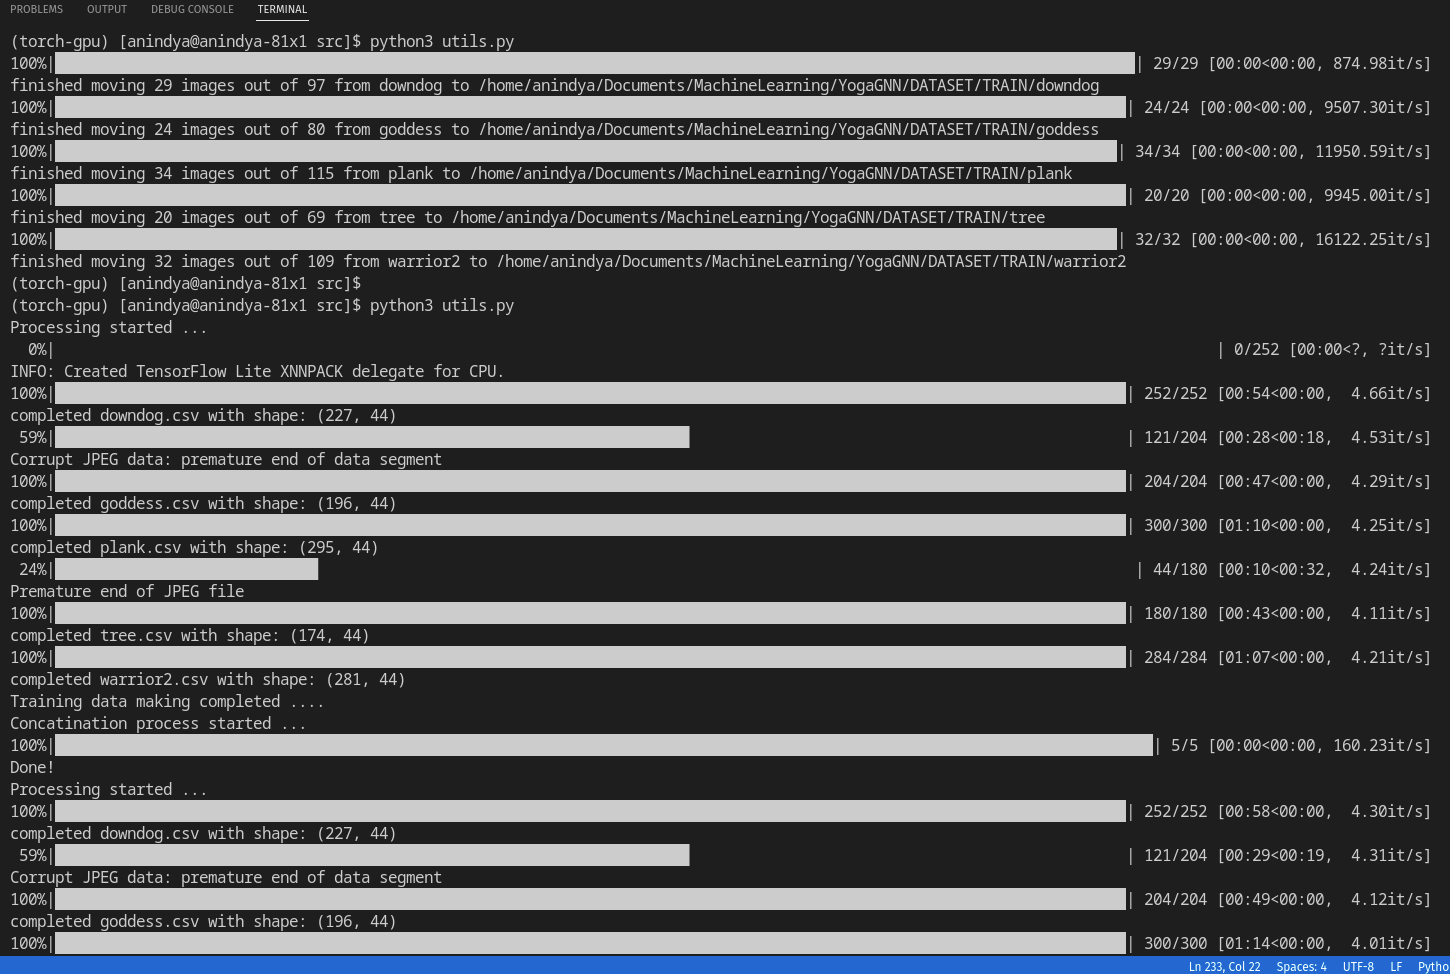 PROBLEMS OUTPUT DEBUG CONSOLE TERMINAL
(torch-gpu) [anindya@anindya-81x1 src]$ python3 utils.py
100%| | 29/29 [00:00<00:00, 874.98it/s]
finished moving 29 images out of 97 from downdog to /home/anindya/Documents/MachineLearning/YogaGNN/DATASET/TRAIN/downdog
100%| | 24/24 [00:00<00:00, 9507.30it/s]
finished moving 24 images out of 80 from goddess to /home/anindya/Documents/MachineLearning/YogaGNN/DATASET/TRAIN/goddess
100%| | 34/34 [00:00<00:00, 11950.59it/s]
finished moving 34 images out of 115 from plank to /home/anindya/Documents/MachineLearning/YogaGNN/DATASET/TRAIN/plank
100%| | 20/20 [00:00<00:00, 9945.00it/s]
finished moving 20 images out of 69 from tree to /home/anindya/Documents/MachineLearning/YogaGNN/DATASET/TRAIN/tree
100%| | 32/32 [00:00<00:00, 16122.25it/s]
finished moving 32 images out of 109 from warrior2 to /home/anindya/Documents/MachineLearning/YogaGNN/DATASET/TRAIN/warrior2
(torch-gpu) [anindya@anindya-81x1 src]$
(torch-gpu) [anindya@anindya-81x1 src]$ python3 utils.py
Processing started ...
0%| | 0/252 [00:00<?, ?it/s]
INFO: Created TensorFlow Lite XNNPACK delegate for CPU.
100%| | 252/252 [00:54<00:00, 4.66it/s]
completed downdog.csv with shape: (227, 44)
59%| | 121/204 [00:28<00:18, 4.53it/s]
Corrupt JPEG data: premature end of data segment
100%| | 204/204 [00:47<00:00, 4.29it/s]
completed goddess.csv with shape: (196, 44)
100%| | 300/300 [01:10<00:00, 4.25it/s]
completed plank.csv with shape: (295, 44)
24%| | 44/180 [00:10<00:32, 4.24it/s]
Premature end of JPEG file
100%| | 180/180 [00:43<00:00, 4.11it/s]
completed tree.csv with shape: (174, 44)
100%| | 284/284 [01:07<00:00, 4.21it/s]
completed warrior2.csv with shape: (281, 44)
Training data making completed ....
Concatination process started ...
100%| | 5/5 [00:00<00:00, 160.23it/s]
Done!
Processing started ...
100%| | 252/252 [00:58<00:00, 4.30it/s]
completed downdog.csv with shape: (227, 44)
59%| | 121/204 [00:29<00:19, 4.31it/s]
Corrupt JPEG data: premature end of data segment
100%| | 204/204 [00:49<00:00, 4.12it/s]
completed goddess.csv with shape: (196, 44)
100%| | 300/300 [01:14<00:00, 4.01it/s]
Ln 233, Col 22 Spaces: 4 UTF-8 LF Pytho